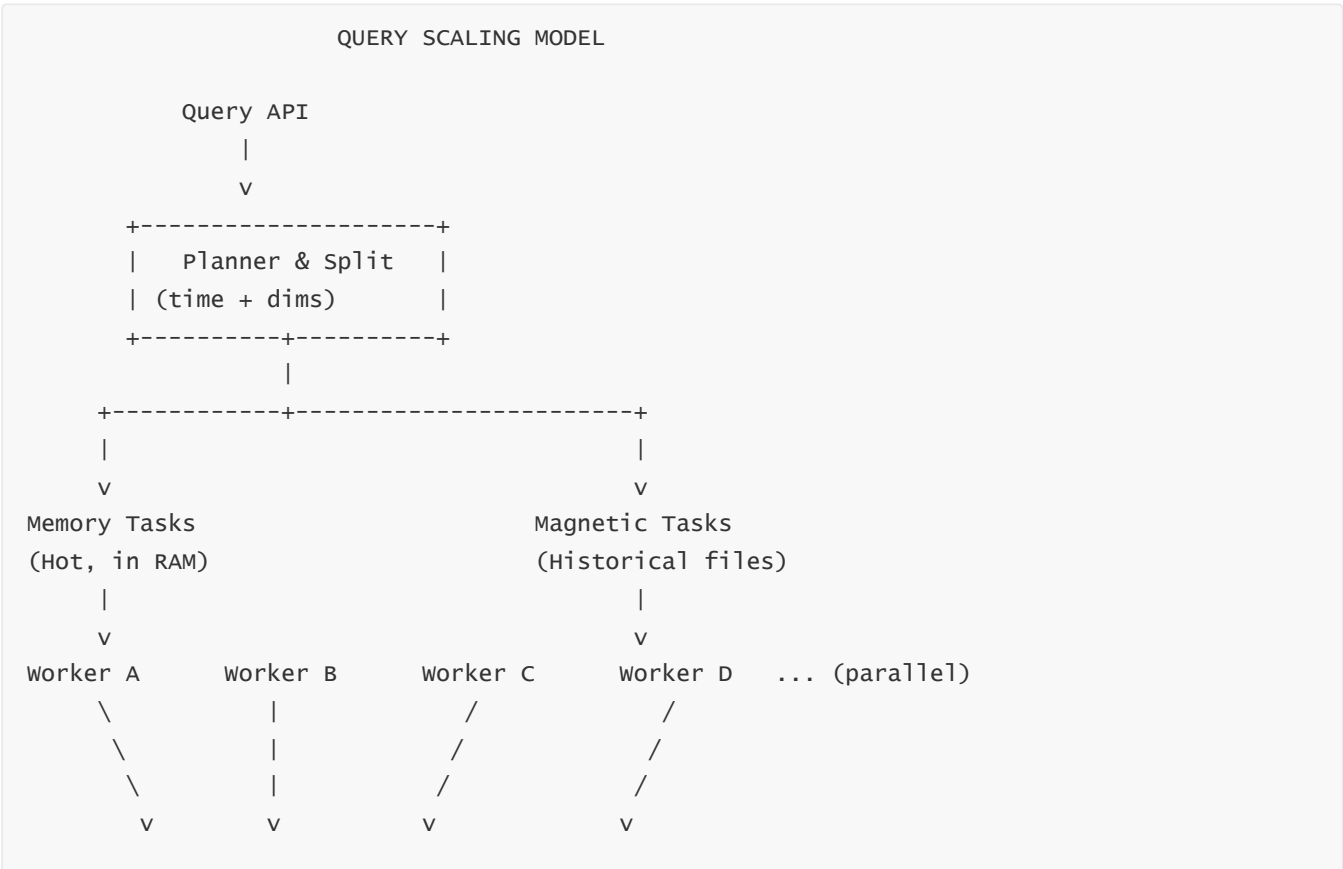 QUERY SCALING MODEL
Query API
|
v
+---------------------+
| Planner & Split |
| (time + dims) |
+----------+----------+
|
+------------+------------------------+
| |
v v
Memory Tasks Magnetic Tasks
(Hot, in RAM) (Historical files)
| |
v v
Worker A Worker B Worker C Worker D ... (parallel)
\ | / /
\ | / /
\ | / /
v v v v